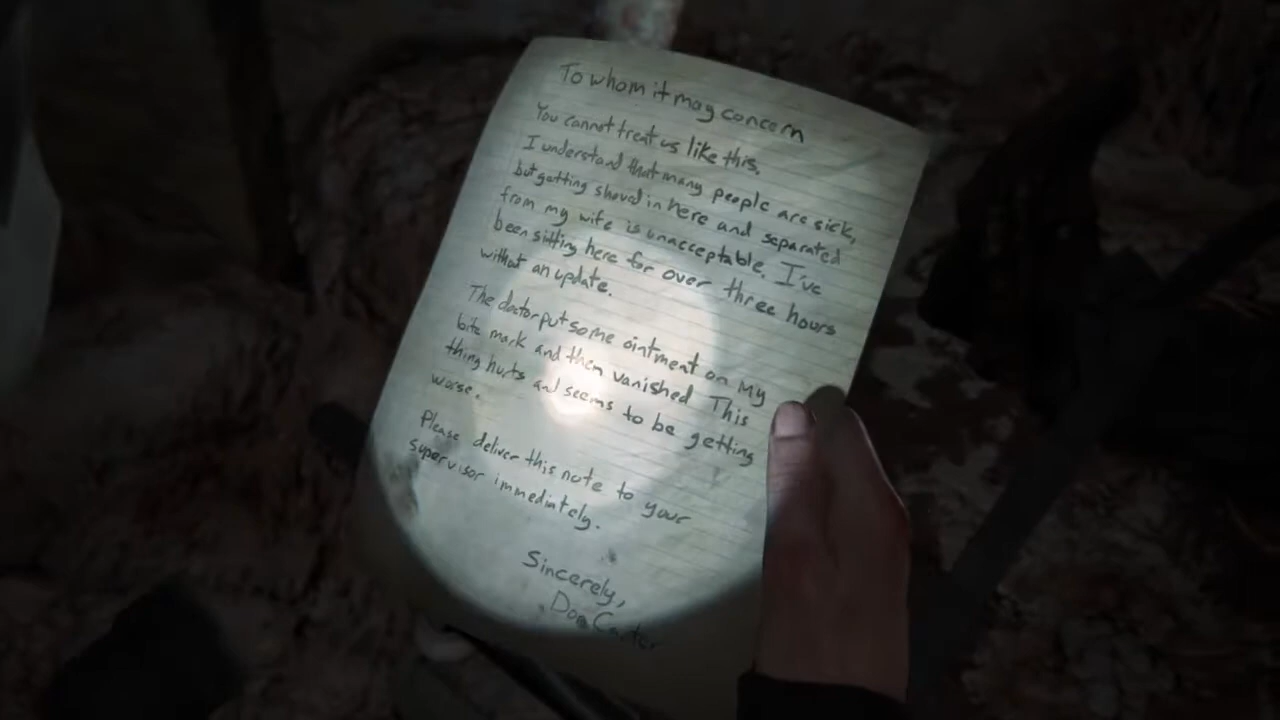 To whom it may concern
You cannot treat us like this.
I understand that many people are sick,
but getting shoved in here and separated
from my wife is unacceptable. I've
been sitting here for over three hours
without an update.
The doctor put some ointment on my
bite mark and then vanished This
thing hurts and seems to be getting
worse.
Please deliver this note to your
supervisor immediately.
Sincerely,
Carter